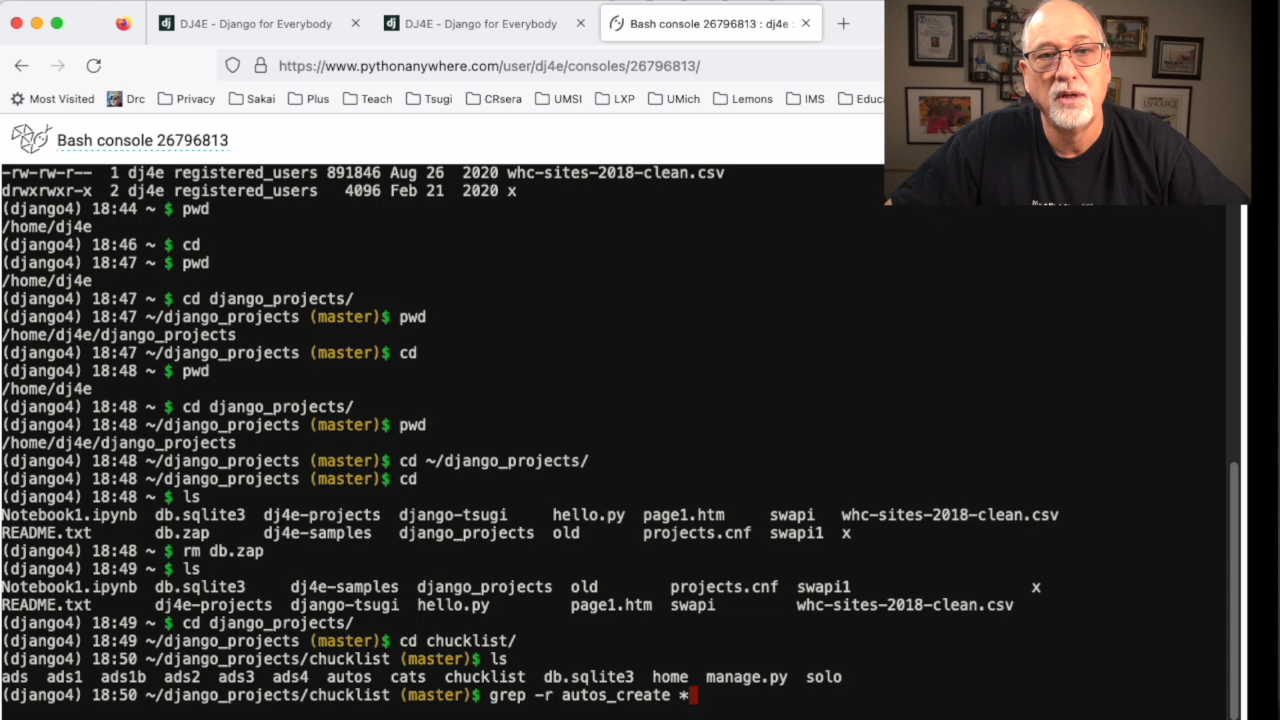 DJ4E - Django for Everybody
DJ4E - Django for Everybody
Bash console 26796813 : dj4e :
https://www.pythonanywhere.com/user/dj4e/consoles/26796813/
Most Visited Drc Privacy Sakai Plus Teach Tsugi CRsera UMSI LXP UMich Lemons IMS Educa
Bash console 26796813
-rw-rw-r-- 1 dj4e registered_users 891846 Aug 26 2020 whc-sites-2018-clean.csv
drwxrwxr-x 2 dj4e registered_users 4096 Feb 21 2020 x
(django4) 18:44 ~ $ pwd
/home/dj4e
(django4) 18:46 ~ $ cd
(django4) 18:47 ~ $ pwd
/home/dj4e
(django4) 18:47 ~ $ cd django_projects/
(django4) 18:47 ~/django_projects (master)$ pwd
/home/dj4e/django_projects
(django4) 18:47 ~/django_projects (master)$ cd
(django4) 18:48 ~ $ pwd
/home/dj4e
(django4) 18:48 ~ $ cd django_projects/
(django4) 18:48 ~/django_projects (master)$ pwd
/home/dj4e/django_projects
(django4) 18:48 ~/django_projects (master)$ cd ~/django_projects/
(django4) 18:48 ~/django_projects (master)$ cd
(django4) 18:48 ~ $ ls
Notebook1.ipynb db.sqlite3 dj4e-projects django-tsugi hello.py page1.htm swapi whc-sites-2018-clean.csv
README.txt db.zap dj4e-samples django_projects old projects.cnf swapi1 x
(django4) 18:48 ~ $ rm db.zap
(django4) 18:49 ~ $ ls
Notebook1.ipynb db.sqlite3 dj4e-samples django_projects old projects.cnf swapi1 x
README.txt dj4e-projects django-tsugi hello.py page1.htm swapi whc-sites-2018-clean.csv
(django4) 18:49 ~ $ cd django_projects/
(django4) 18:49 ~/django_projects (master)$ cd chucklist/
(django4) 18:50 ~/django_projects/chucklist (master)$ ls
ads ads1 ads1b ads2 ads3 ads4 autos cats chucklist db.sqlite3 home manage.py solo
(django4) 18:50 ~/django_projects/chucklist (master)$ grep -r autos_create *